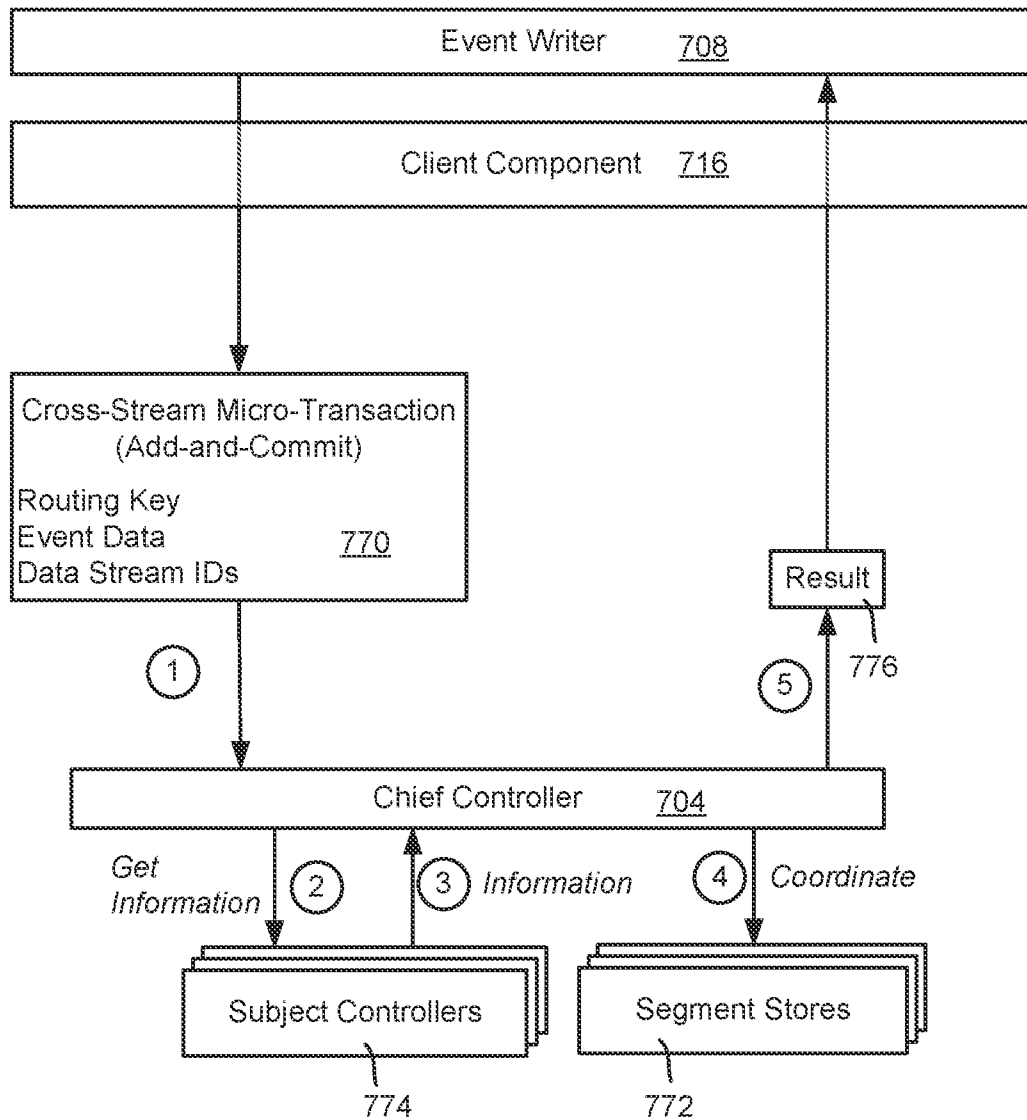 Event Writer 708
Client Component 716
Cross-Stream Micro-Transaction
(Add-and-Commit)
Routing Key
Event Data
Data Stream IDs
770
Result
776
1
5
Chief Controller 704
Get
Information
2
3
Information
4
Coordinate
Subject Controllers
Segment Stores
774
772